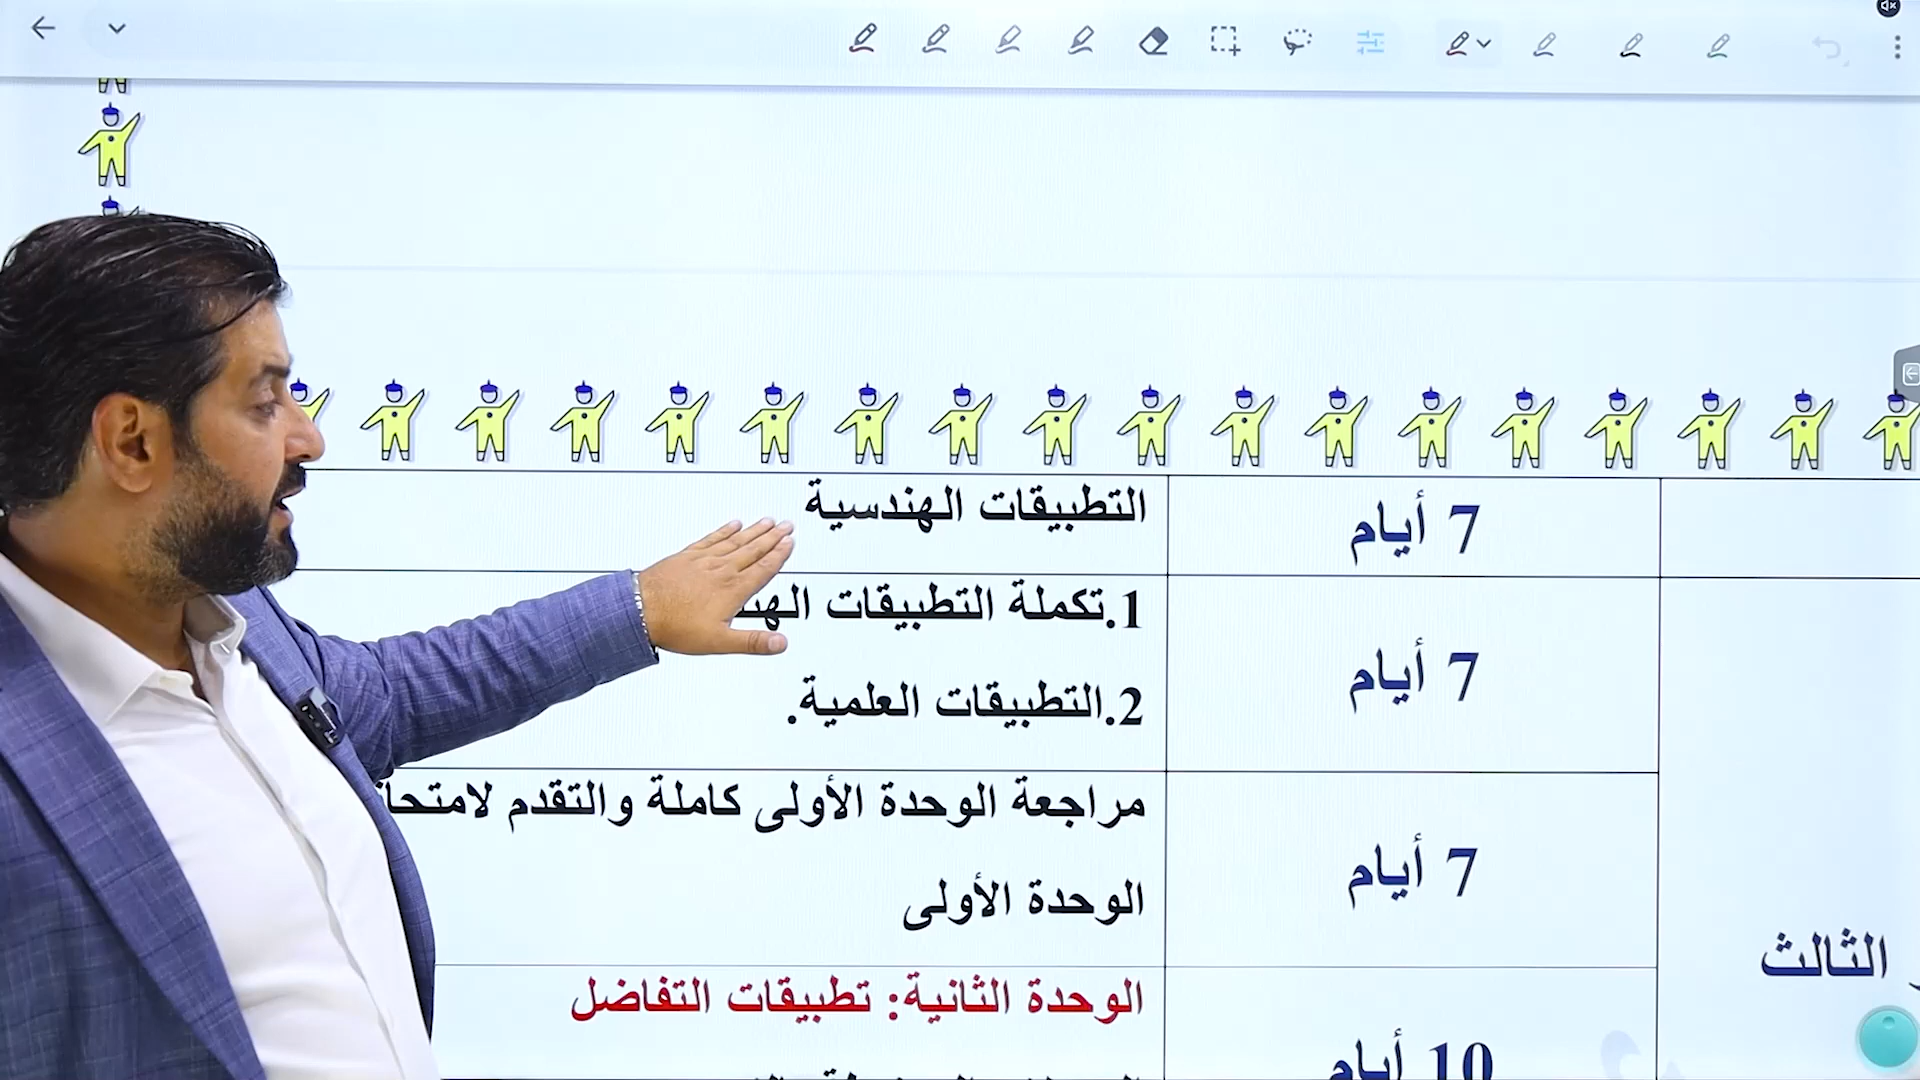 7 أيام
التطبيقات الهندسية
7 أيام
1.تكملة التطبيقات
2.التطبيقات العلمية.
7 أيام
مراجعة الوحدة الأولى كاملة والتقدم
الوحدة الأولى
الثالث
10 أيام
الوحدة الثانية: تطبيقات التفاضل